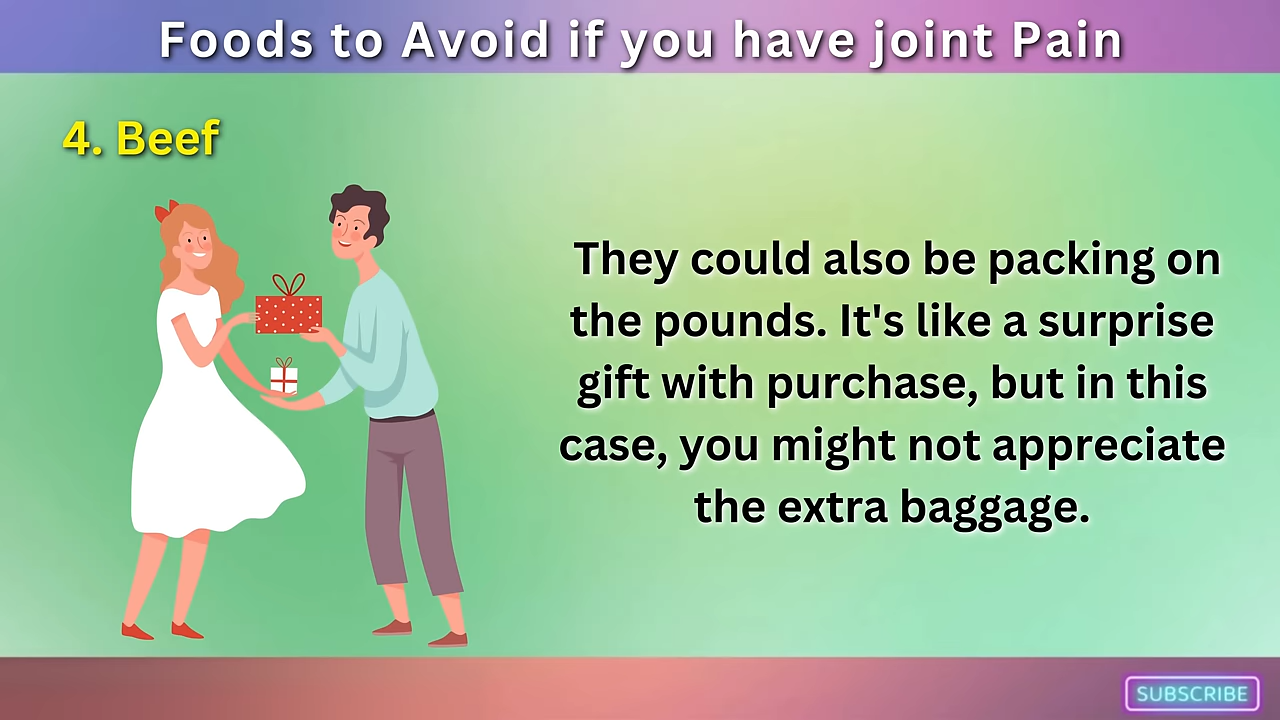 Foods to Avoid if you have joint Pain
4. Beef
They could also be packing on
the pounds. It's like a surprise
gift with purchase, but in this
case, you might not appreciate
the extra baggage.
SUBSCRIBE